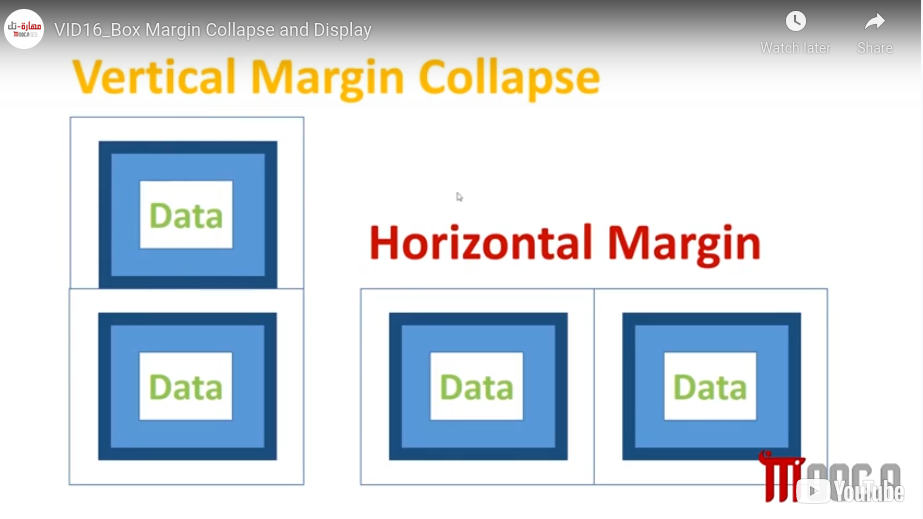 مهارة-تك
VID16_Box Margin Collapse and Display
Watch later
Share
Vertical Margin Collapse
Data
Horizontal Margin
Data
Data
Data
YouTube